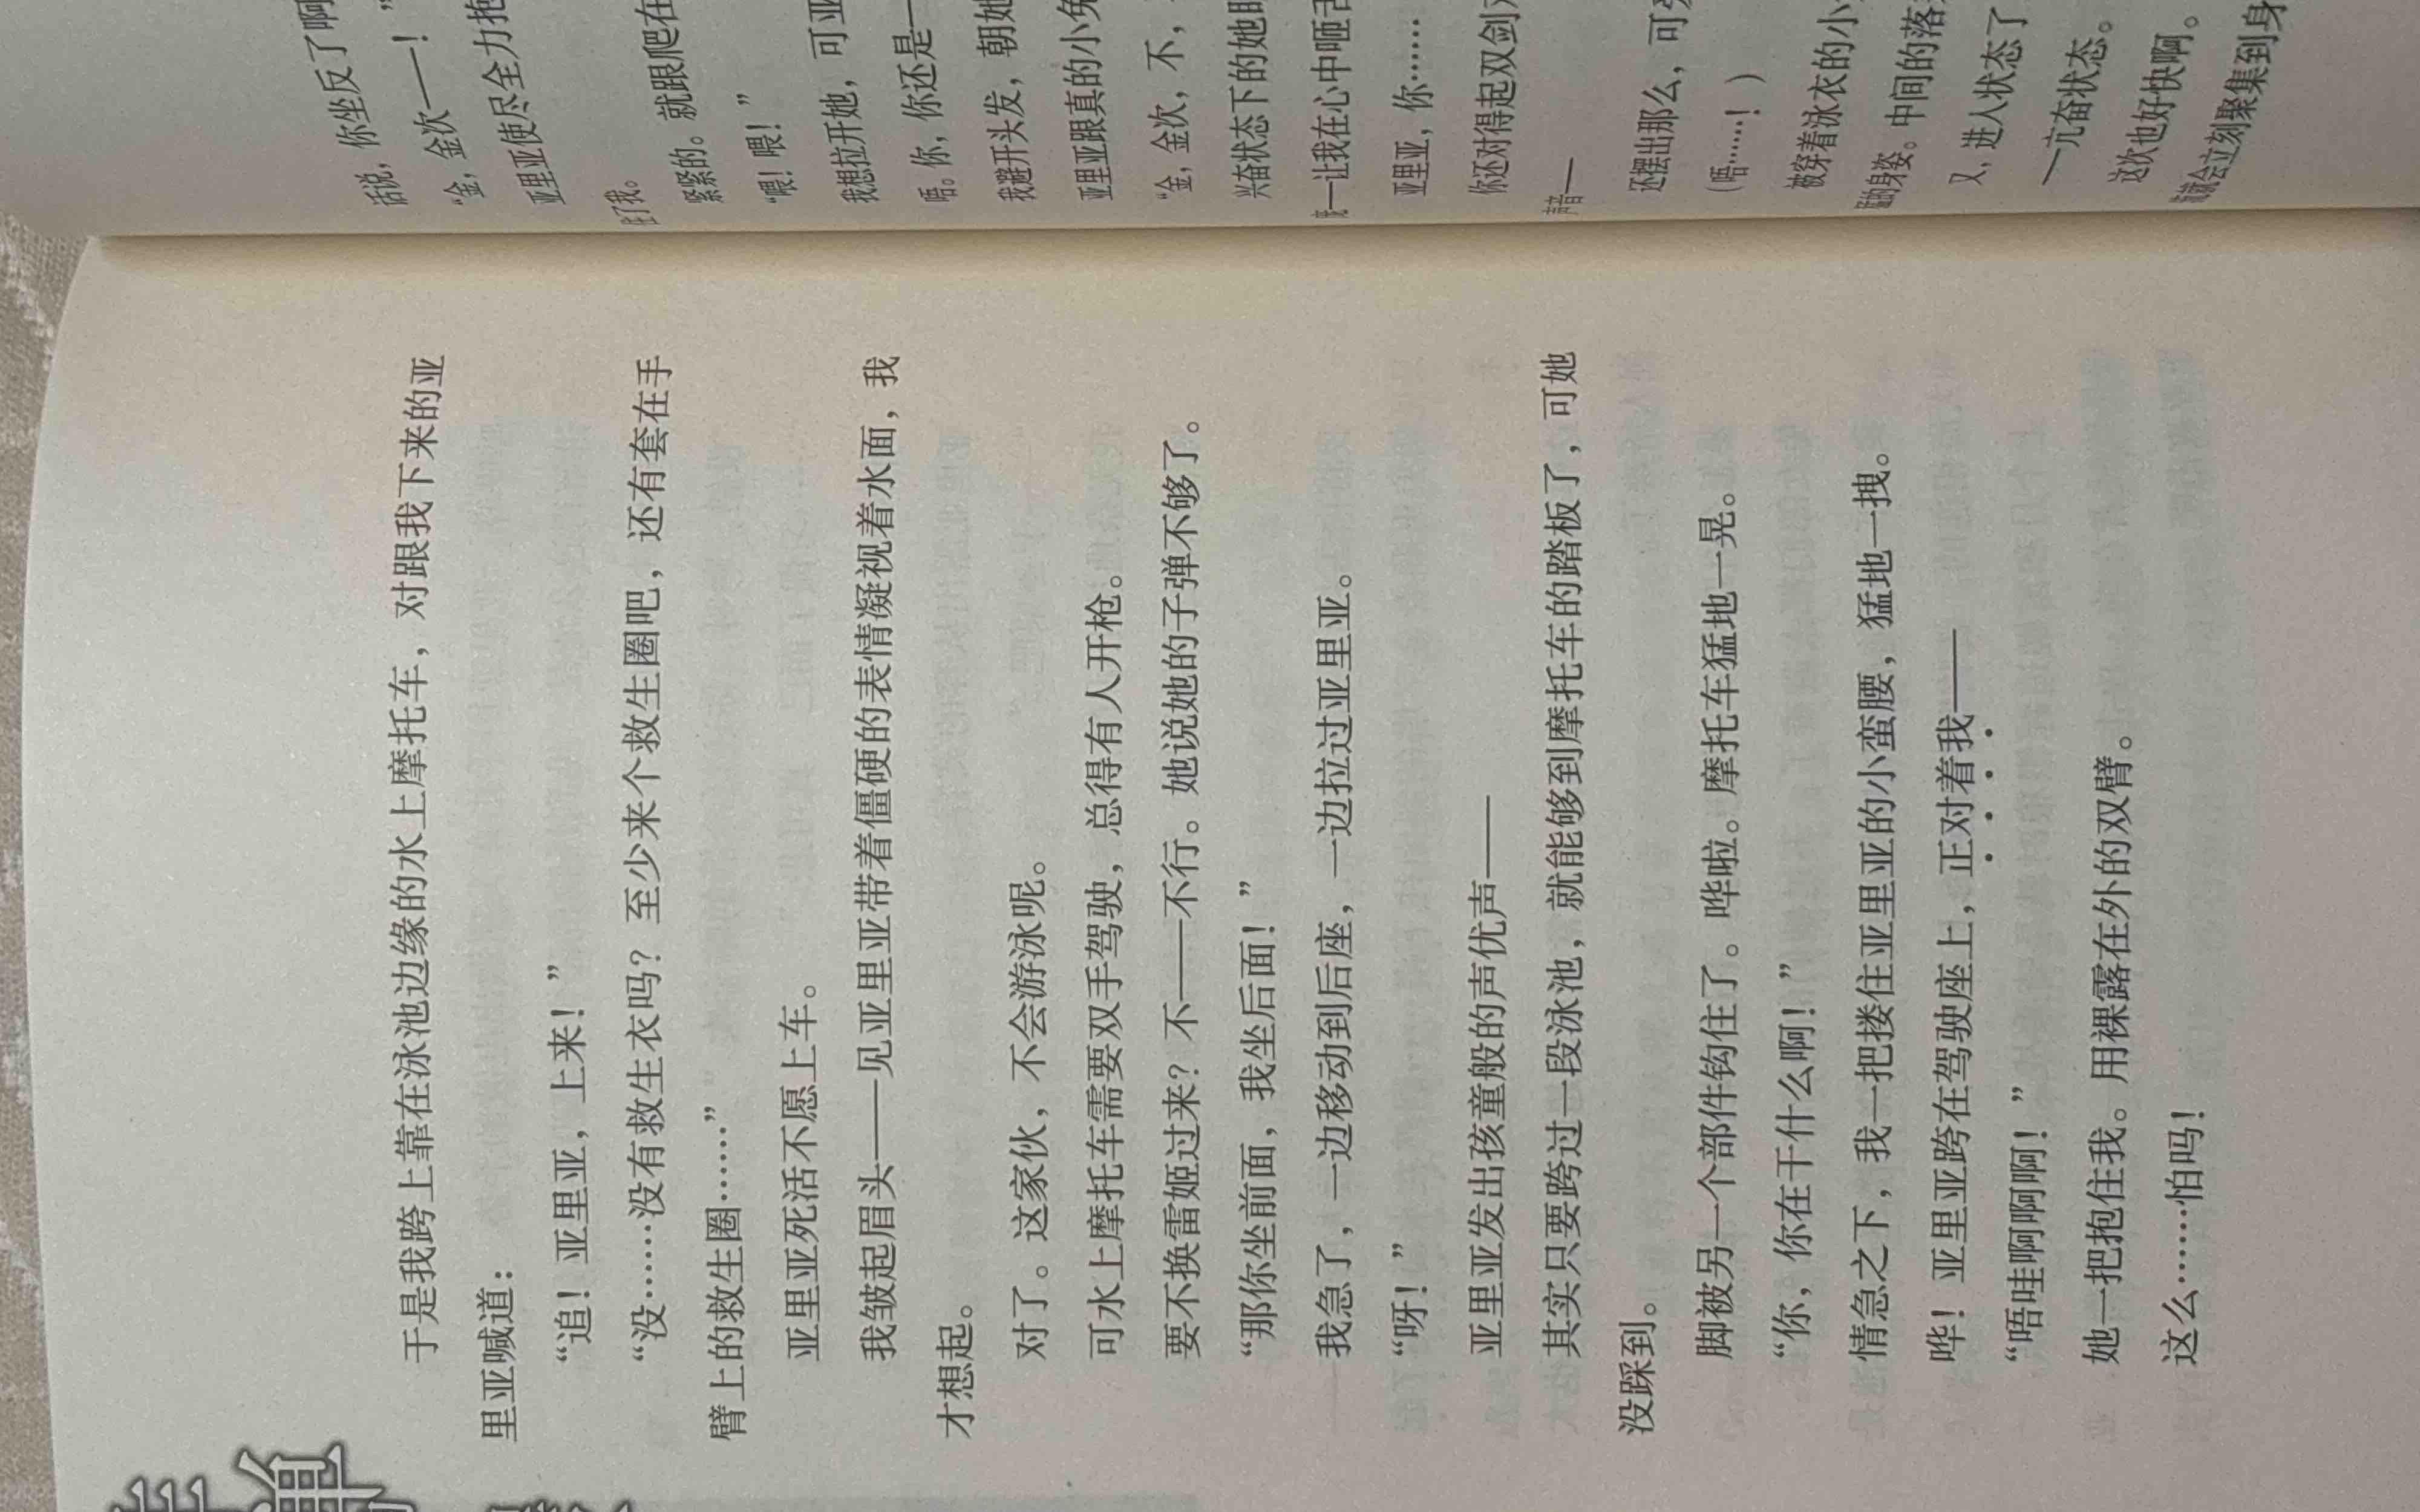 弹
于是我跨上靠在泳池边缘的水上摩托车，对跟我下来的亚
里亚喊道：
“追！亚里亚，上来！”
“没……没有救生衣吗？至少来个救生圈吧，还有套在手
臂上的救生圈……”
亚里亚死活不愿上车。
我皱起眉头——见亚里亚带着僵硬的表情凝视着水面，我
才想起。
对了。这家伙，不会游泳呢。
可水上摩托车需要双手驾驶，总得有人开枪。
要不换雷姬过来？不——不行。她说她的子弹不够了。
“那你坐前面，我坐后面！”
我急了，一边移动到后座，一边拉过亚里亚。
“呀！”
亚里亚发出孩童般的声优声——
其实只要跨过一段泳池，就能够到摩托车的踏板了，可她
没踩到。
脚被另一个部件钩住了。哗啦。摩托车猛地一晃。
“你，你在干什么啊！”
情急之下，我一把搂住亚里亚的小蛮腰，猛地一拽。
哗！亚里亚跨在驾驶座上，正对着我——
“唔哇啊啊啊！”
她一把抱住我。用裸露在外的双臂。
这么……怕吗！
话说，你坐反了啊
“金，金次——！”
亚里亚使尽全力抱
住了我。
紧紧的。就跟爬在
“喂！喂！”
我想拉开她，可亚
唔。你，你还是一
我避开头发，朝她
亚里亚跟真的小兔
“金，金次，不，
兴奋状态下的她
—让我在心中咂舌
亚里亚，你……
你还对得起双剑
声音——
还摆出那么，可爱
（唔……！）
被穿着泳衣的小
猛的身姿。中间的落
又，进入状态了
—亢奋状态。
这次也好快啊。
就会立刻聚集到身